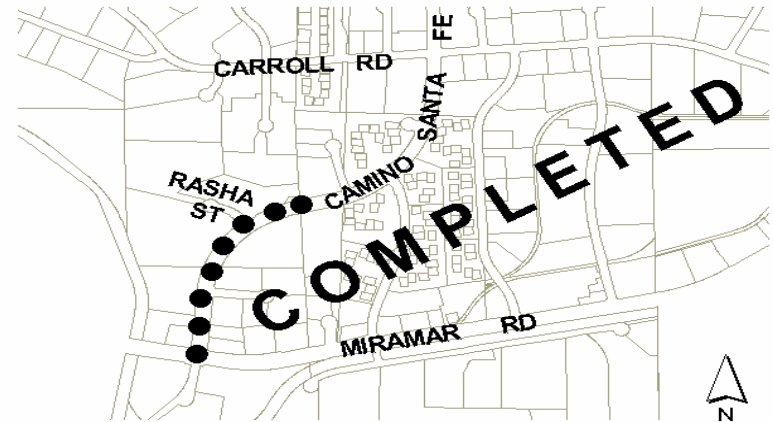 CARROLL RD
CAMINO SANTA FE
RASHA
ST
COMPLETED
MIRAMAR RD
N